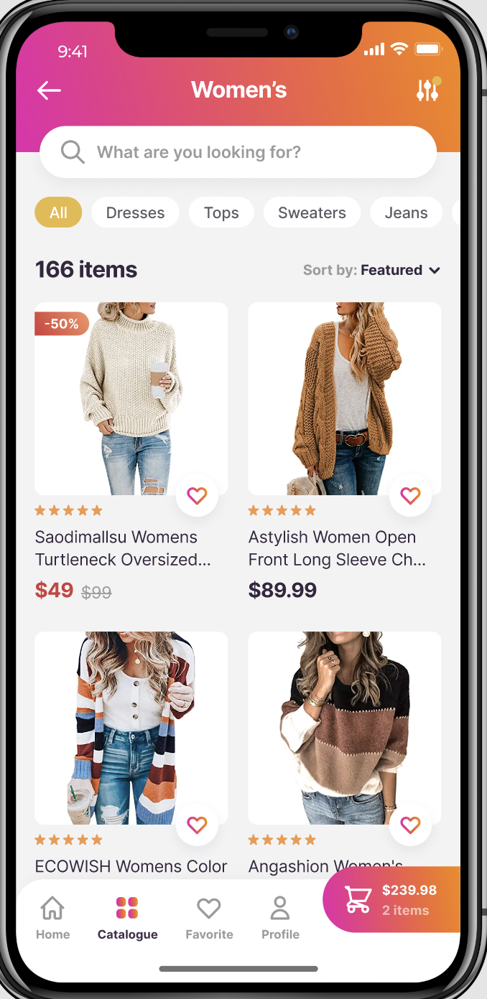 9:41
Women's
What are you looking for?
All Dresses Tops Sweaters Jeans
166 items
Sort by: Featured
-50%
Saodimallsu Womens
Turtleneck Oversized...
$49 $99
Astylish Women Open
Front Long Sleeve Ch...
$89.99
ECOWISH Womens Color
Angashion Women's
$239.98
2 items
Home Catalogue Favorite Profile